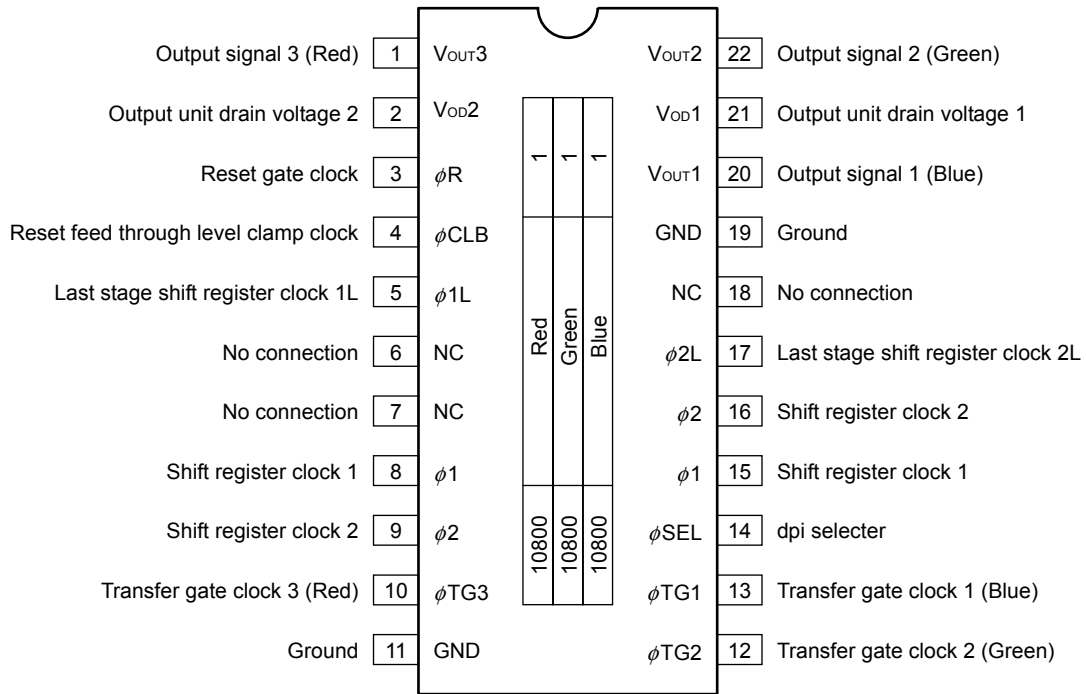 Output signal 3 (Red) 1 VOUT3 VOUT2 22 Output signal 2 (Green)
Output unit drain voltage 2 2 VOD2 VOD1 21 Output unit drain voltage 1
1 1 1
Reset gate clock 3 ϕR VOUT1 20 Output signal 1 (Blue)
Reset feed through level clamp clock 4 ϕCLB GND 19 Ground
Last stage shift register clock 1L 5 ϕ1L NC 18 No connection
Red Green Blue
No connection 6 NC ϕ2L 17 Last stage shift register clock 2L
No connection 7 NC ϕ2 16 Shift register clock 2
Shift register clock 1 8 ϕ1 ϕ1 15 Shift register clock 1
10800 10800 10800
Shift register clock 2 9 ϕ2 ϕSEL 14 dpi selecter
Transfer gate clock 3 (Red) 10 ϕTG3 ϕTG1 13 Transfer gate clock 1 (Blue)
Ground 11 GND ϕTG2 12 Transfer gate clock 2 (Green)